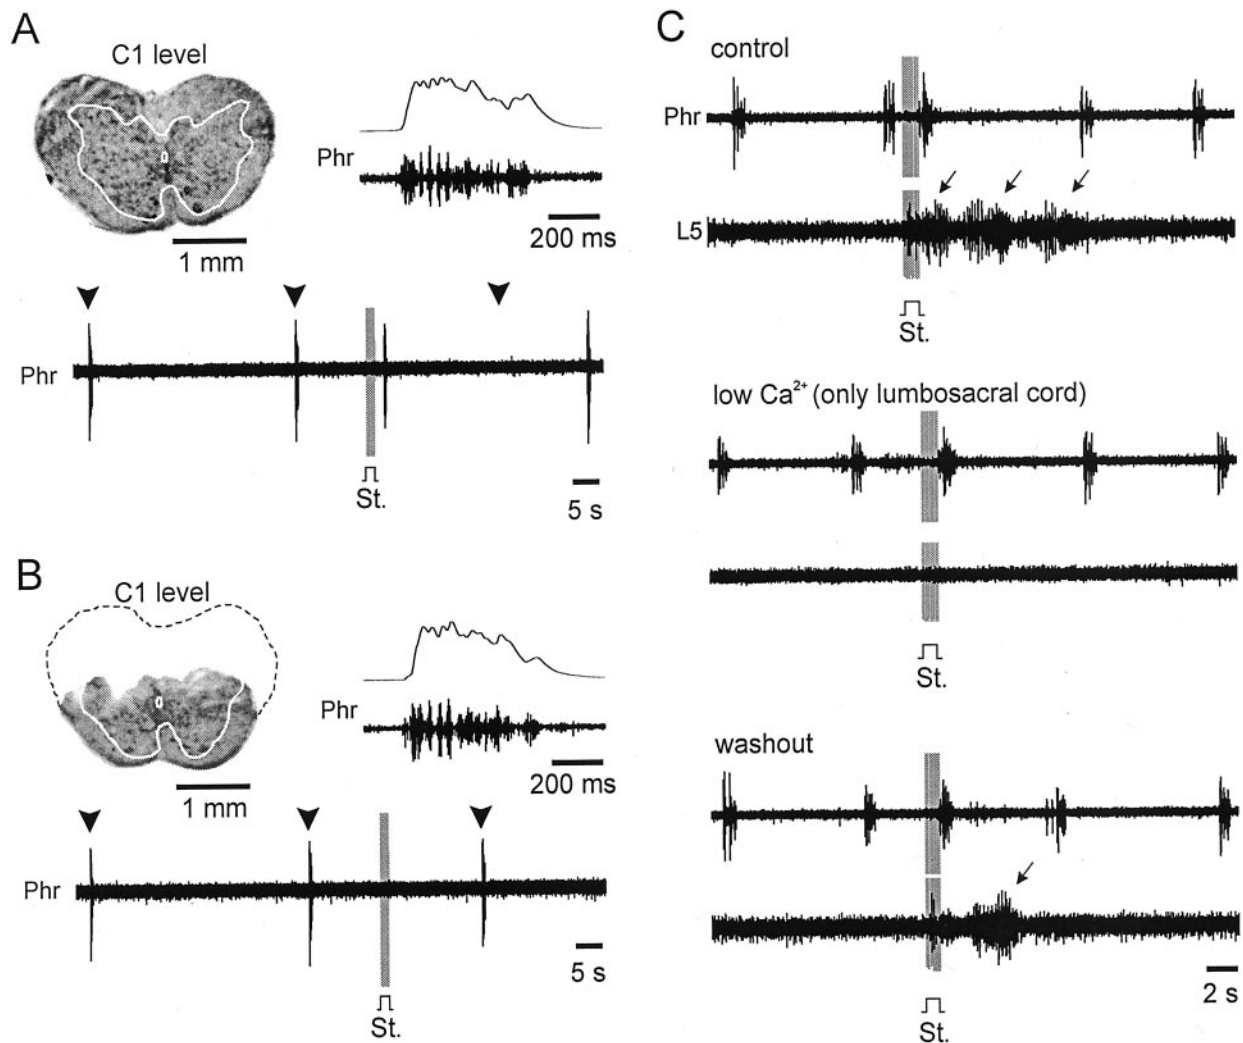 A
C1 level
1 mm
Phr
200 ms
Phr
St.
5 s
B
C1 level
1 mm
Phr
200 ms
Phr
St.
5 s
C
control
Phr
L5
St.
low Ca²⁺ (only lumbosacral cord)
St.
washout
St.
2 s